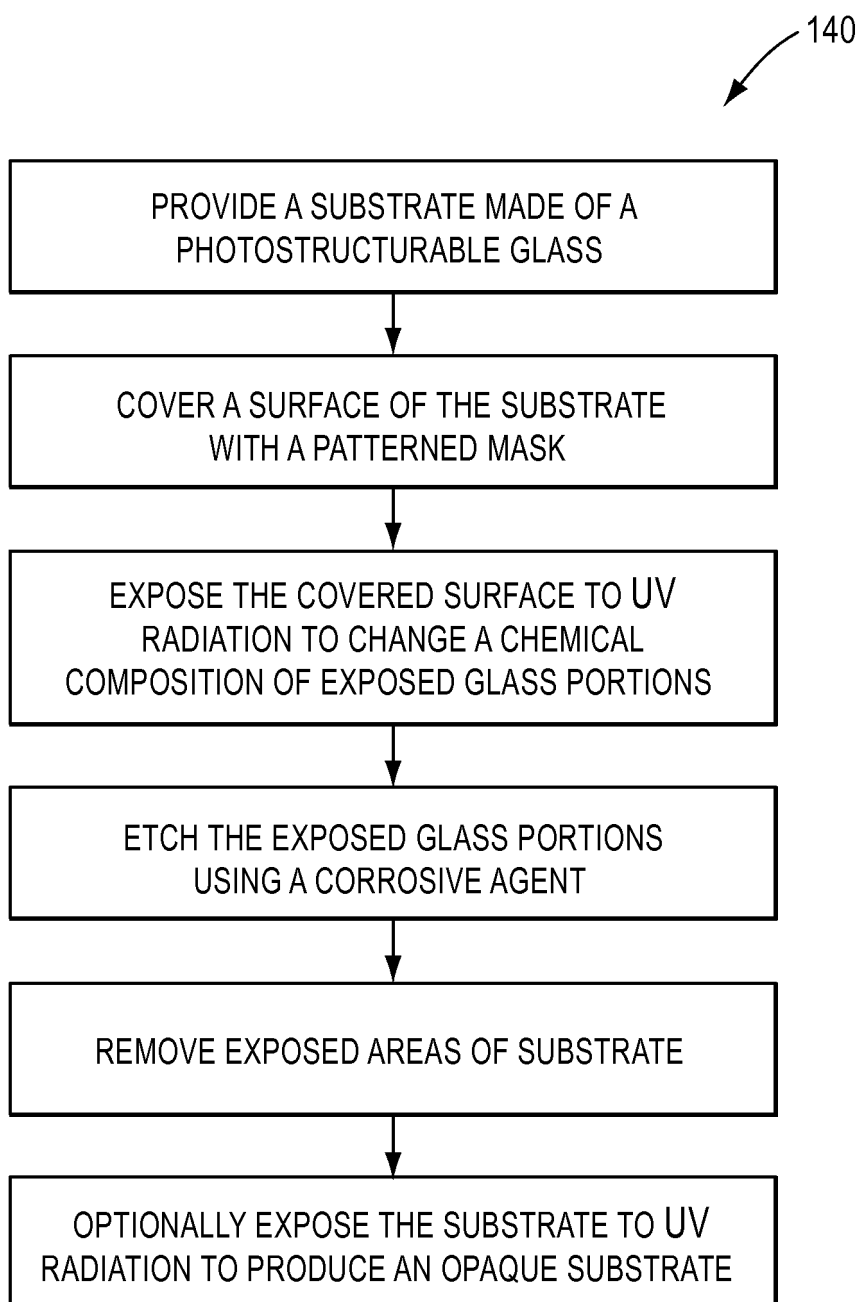 140
PROVIDE A SUBSTRATE MADE OF A
PHOTOSTRUCTURABLE GLASS
COVER A SURFACE OF THE SUBSTRATE
WITH A PATTERNED MASK
EXPOSE THE COVERED SURFACE TO UV
RADIATION TO CHANGE A CHEMICAL
COMPOSITION OF EXPOSED GLASS PORTIONS
ETCH THE EXPOSED GLASS PORTIONS
USING A CORROSIVE AGENT
REMOVE EXPOSED AREAS OF SUBSTRATE
OPTIONALLY EXPOSE THE SUBSTRATE TO UV
RADIATION TO PRODUCE AN OPAQUE SUBSTRATE